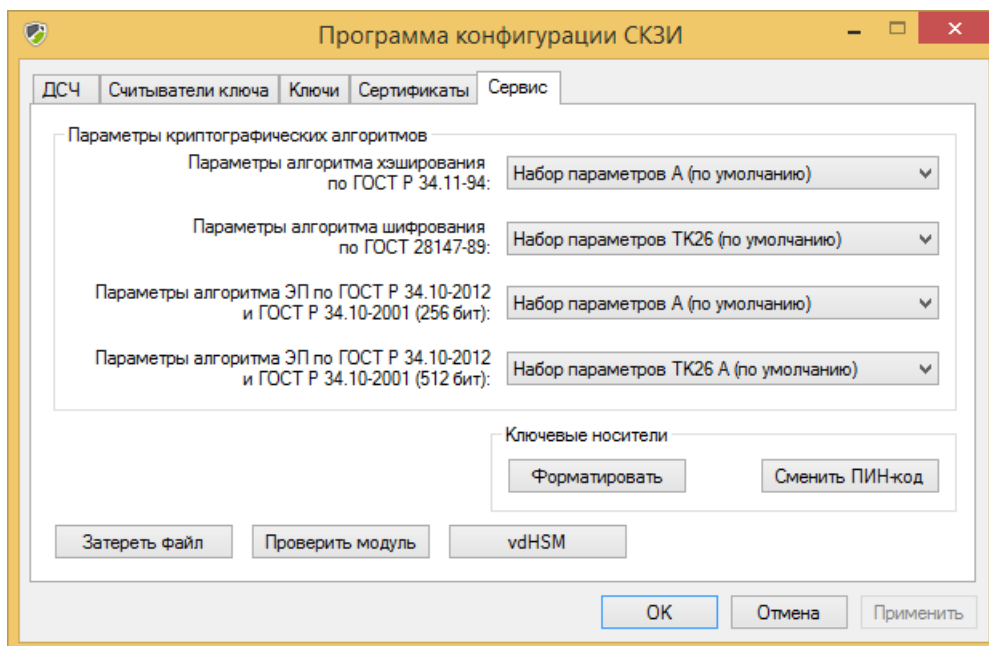 Программа конфигурации СКЗИ
ДСЧ
Считыватели ключа
Ключи
Сертификаты
Сервис
Параметры криптографических алгоритмов
Параметры алгоритма хэширования
по ГОСТ Р 34.11-94:
Набор параметров A (по умолчанию)
Параметры алгоритма шифрования
по ГОСТ 28147-89:
Набор параметров TK26 (по умолчанию)
Параметры алгоритма ЭП по ГОСТ Р 34.10-2012
и ГОСТ Р 34.10-2001 (256 бит):
Набор параметров A (по умолчанию)
Параметры алгоритма ЭП по ГОСТ Р 34.10-2012
и ГОСТ Р 34.10-2001 (512 бит):
Набор параметров TK26 A (по умолчанию)
Ключевые носители
Форматировать
Сменить ПИН-код
Затереть файл
Проверить модуль
vdHSM
OK
Отмена
Применить